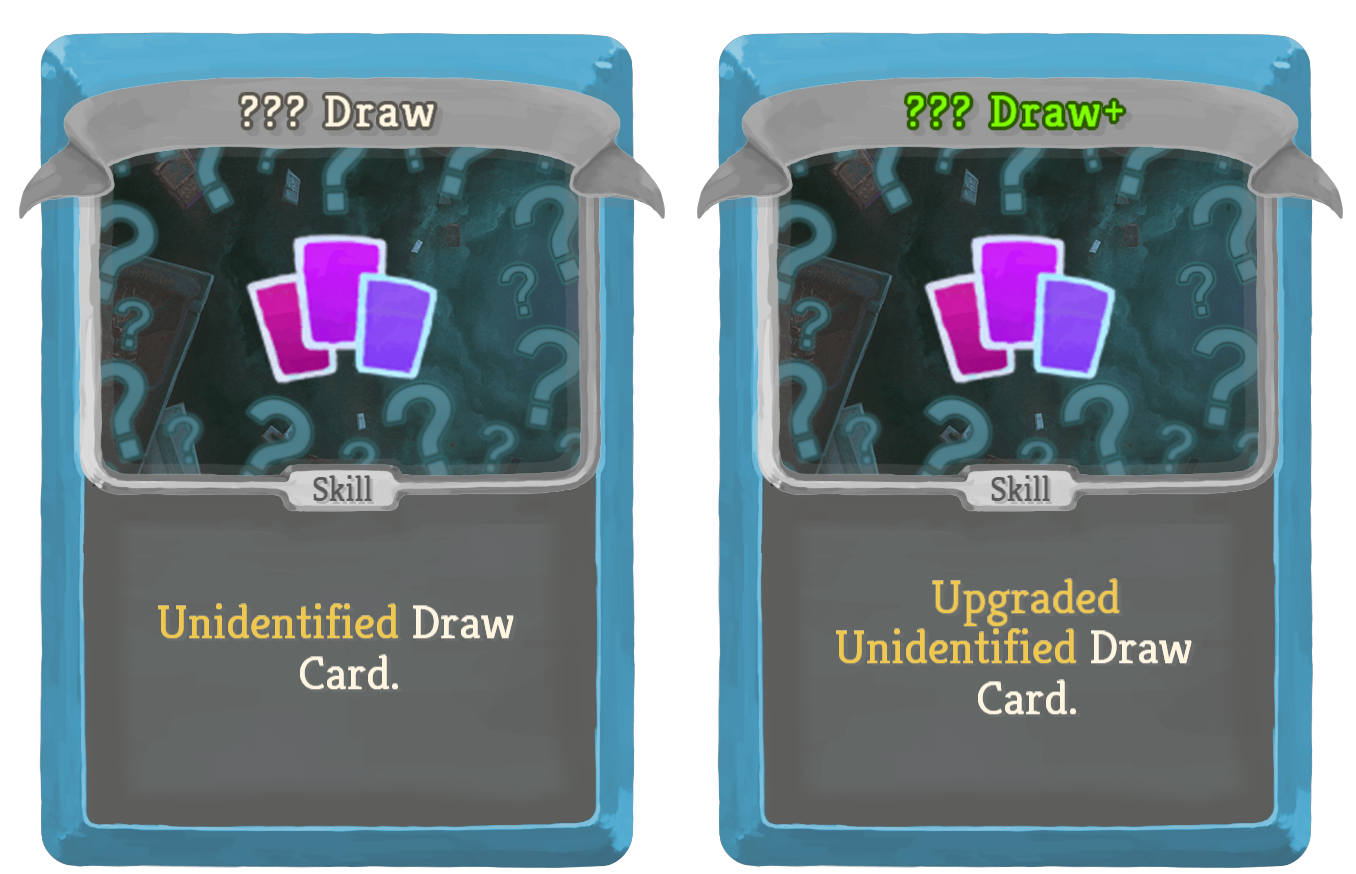 ??? Draw
Skill
Unidentified Draw
Card.
??? Draw+
Skill
Upgraded
Unidentified Draw
Card.